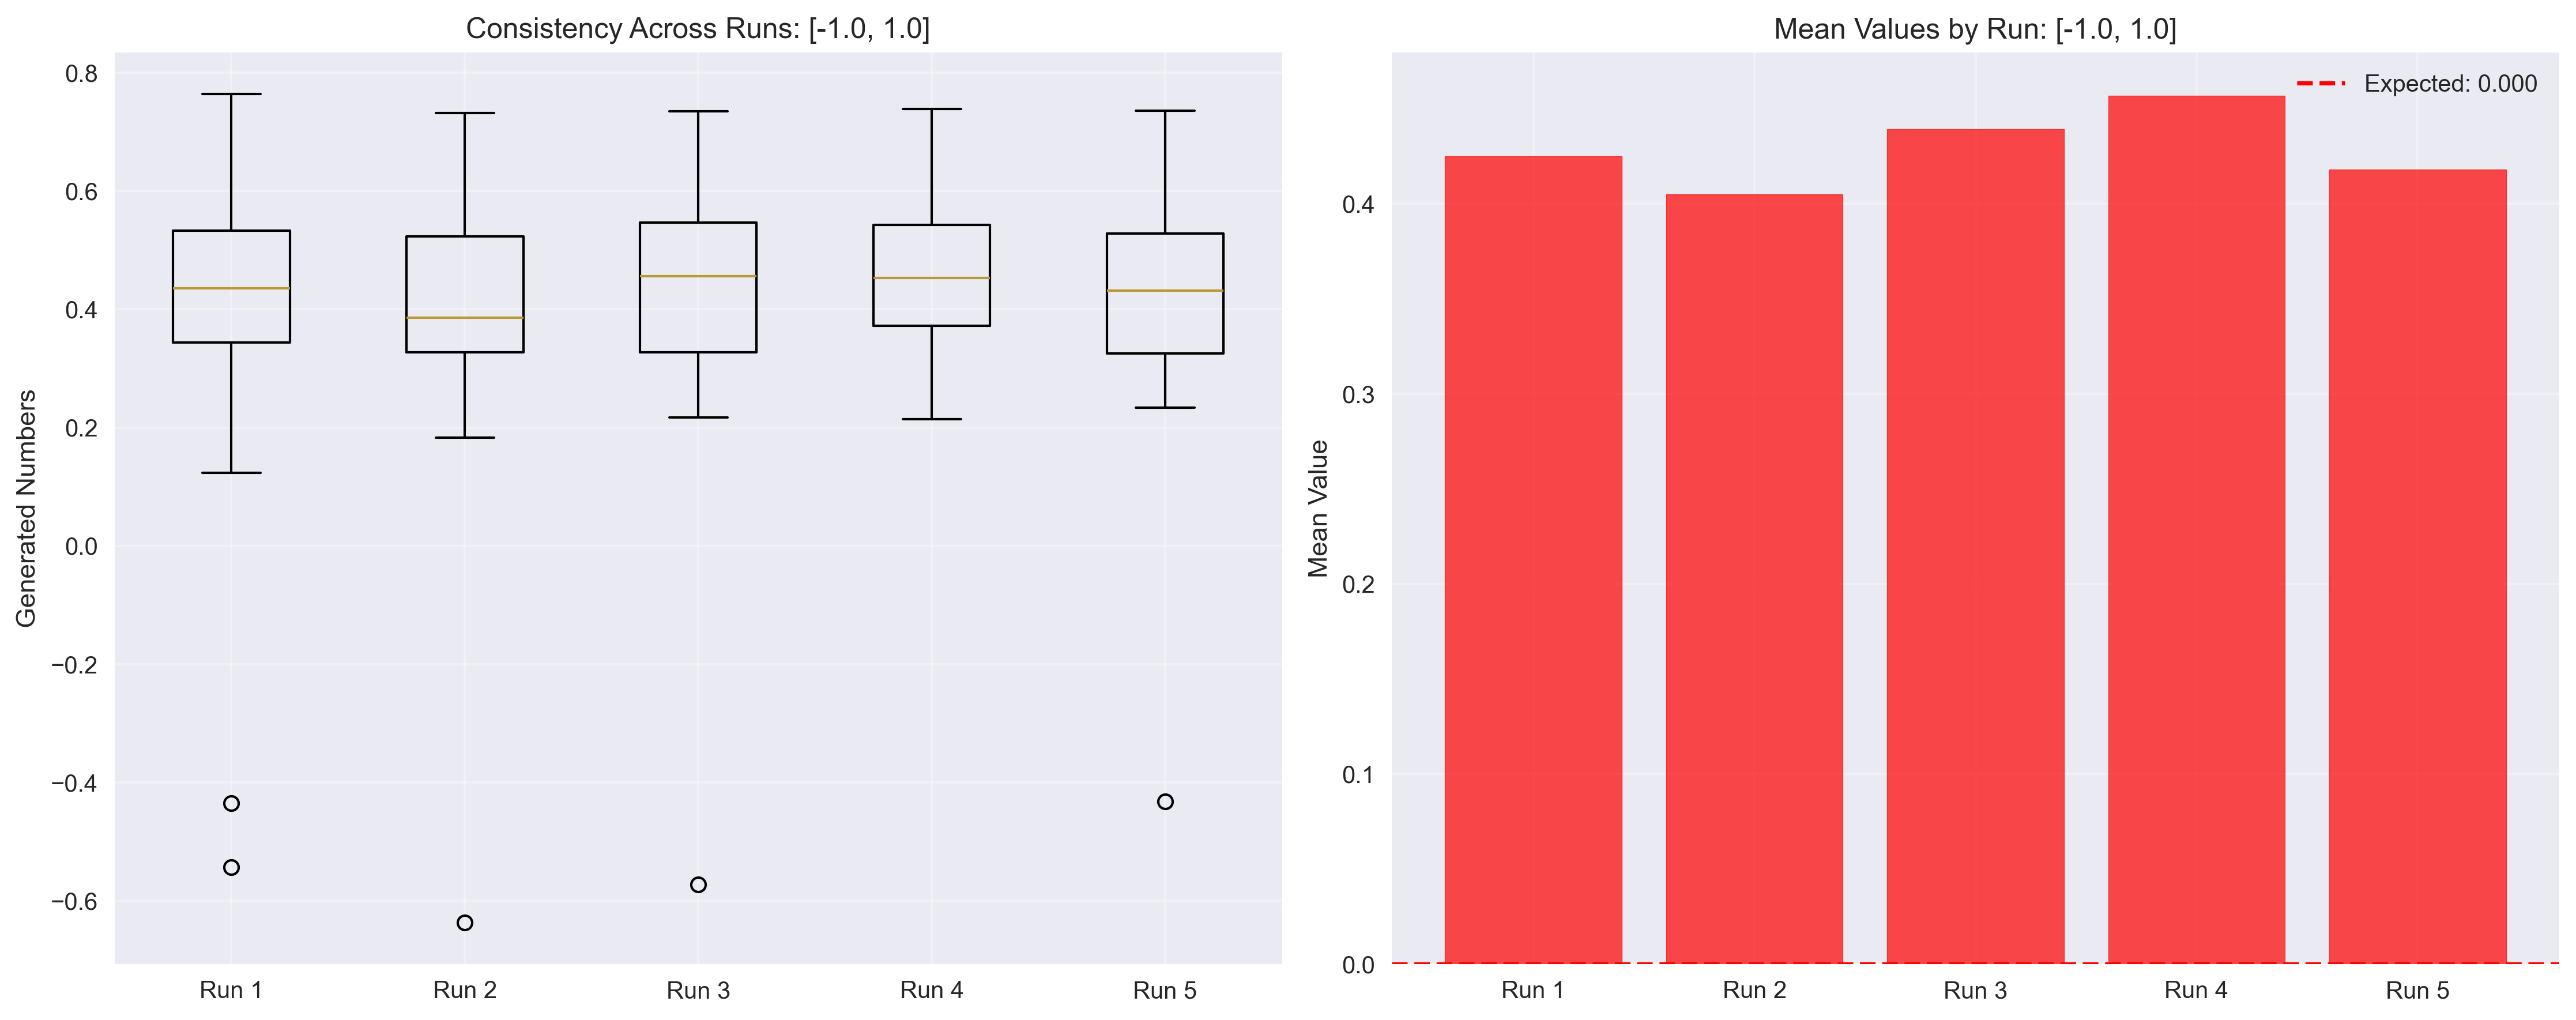 Consistency Across Runs: [-1.0, 1.0]
Generated Numbers
0.8
0.6
0.4
0.2
0.0
−0.2
−0.4
−0.6
Run 1
Run 2
Run 3
Run 4
Run 5
Mean Values by Run: [-1.0, 1.0]
Expected: 0.000
Mean Value
0.4
0.3
0.2
0.1
0.0
Run 1
Run 2
Run 3
Run 4
Run 5